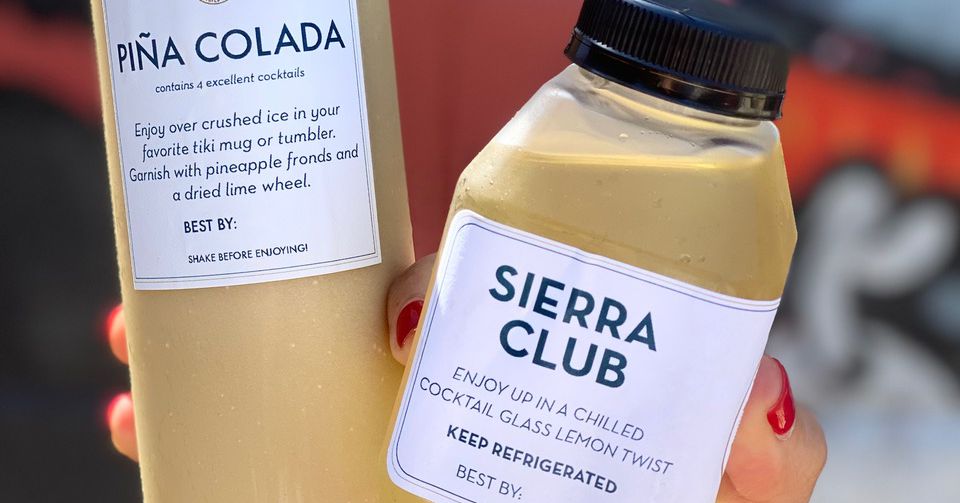 PIÑA COLADA
contains 4 excellent cocktails
Enjoy over crushed ice in your
favorite tiki mug or tumbler.
Garnish with pineapple fronds and
a dried lime wheel.
BEST BY:
SHAKE BEFORE ENJOYING!
SIERRA
CLUB
ENJOY UP IN A CHILLED
COCKTAIL GLASS LEMON TWIST
KEEP REFRIGERATED
BEST BY: